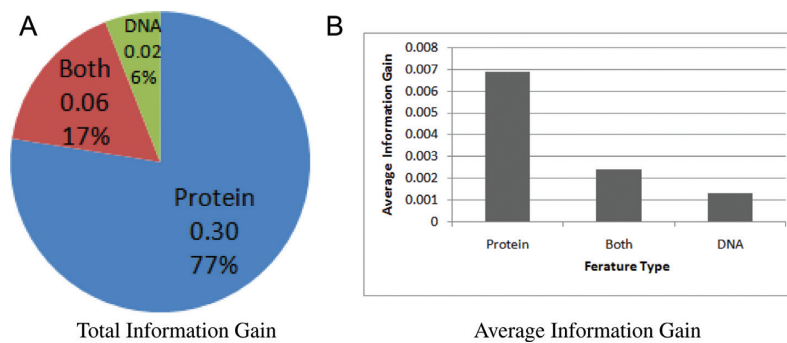 A
DNA
0.02
6%
Both
0.06
17%
Protein
0.30
77%
Total Information Gain
B
0.008
0.007
0.006
0.005
0.004
0.003
0.002
0.001
0
Average Information Gain
Protein Both DNA
Ferature Type
Average Information Gain